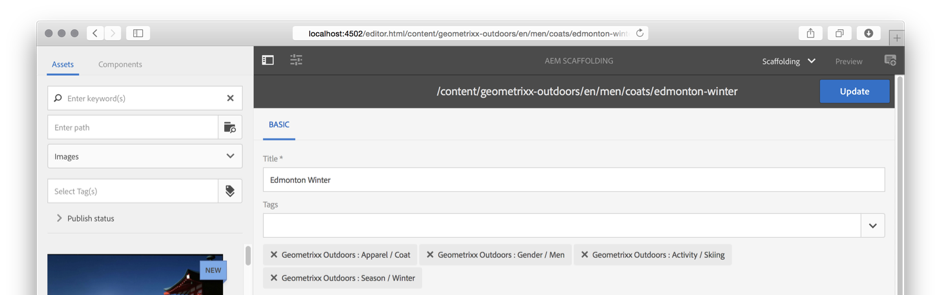 localhost:4502/editor.html/content/geometrixx-outdoors/en/men/coats/edmonton-win
Assets Components
AEM SCAFFOLDING
Scaffolding Preview
Enter keyword(s)
/content/geometrixx-outdoors/en/men/coats/edmonton-winter
Update
Enter path
BASIC
Images
Title *
Edmonton Winter
Select Tag(s)
Tags
Publish status
Geometrixx Outdoors : Apparel / Coat
Geometrixx Outdoors : Gender / Men
Geometrixx Outdoors : Activity / Skiing
NEW
Geometrixx Outdoors : Season / Winter